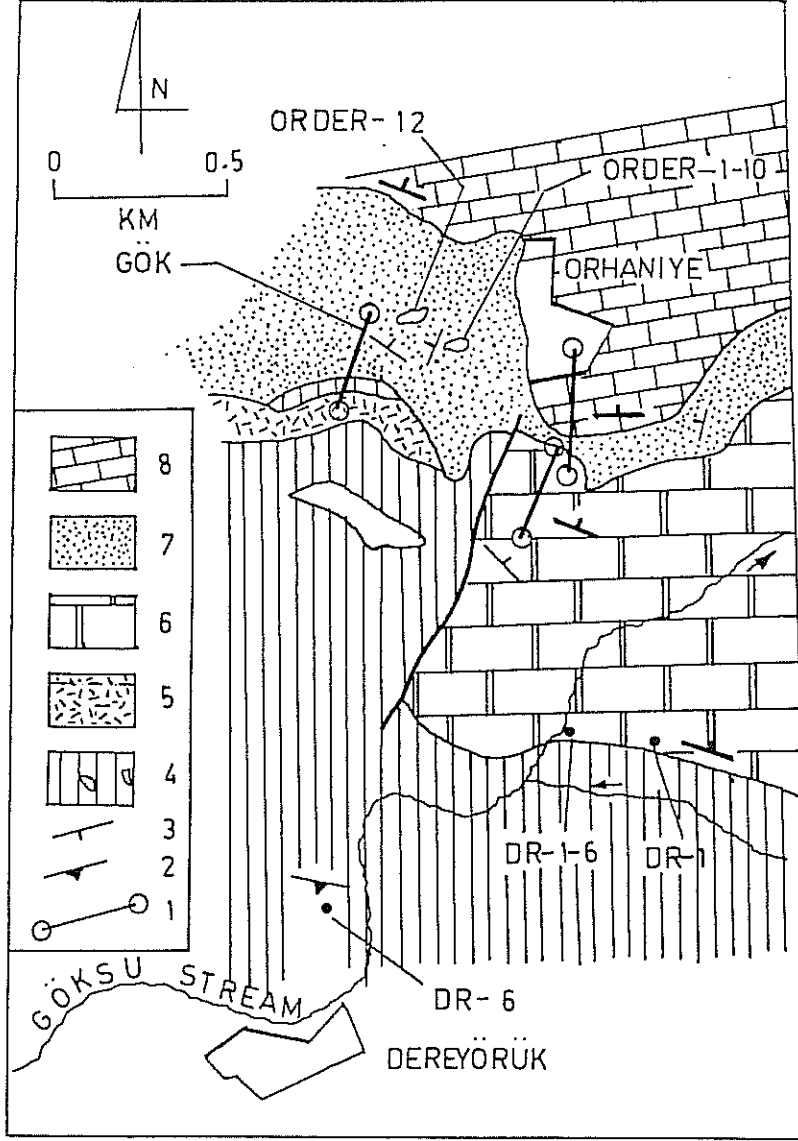 N
ORDER-12
0 0.5
KM
ORDER-1-10
GÖK
ORHANIYE
8
7
6
5
4
3
2
1
DR-1-6
DR-1
DR-6
GÖKSU STREAM
DEREYÖRÜK